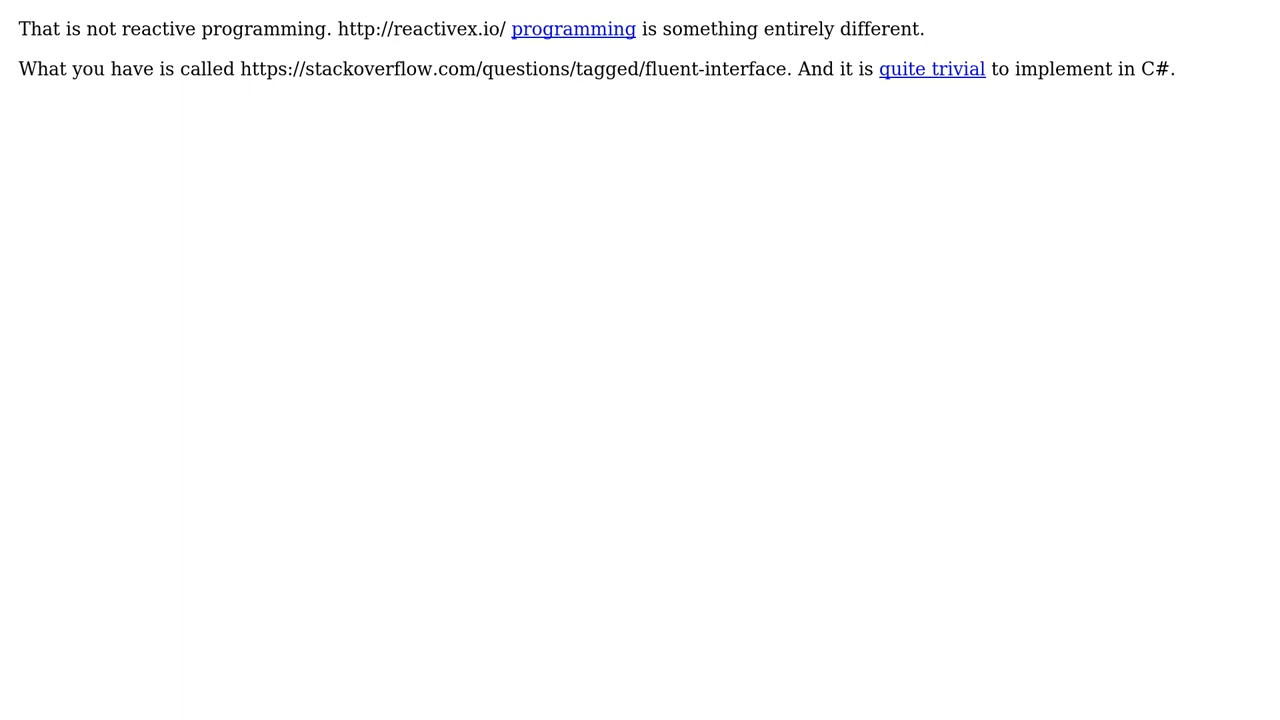 That is not reactive programming. http://reactivex.io/ programming is something entirely different.
What you have is called https://stackoverflow.com/questions/tagged/fluent-interface. And it is quite trivial to implement in C#.